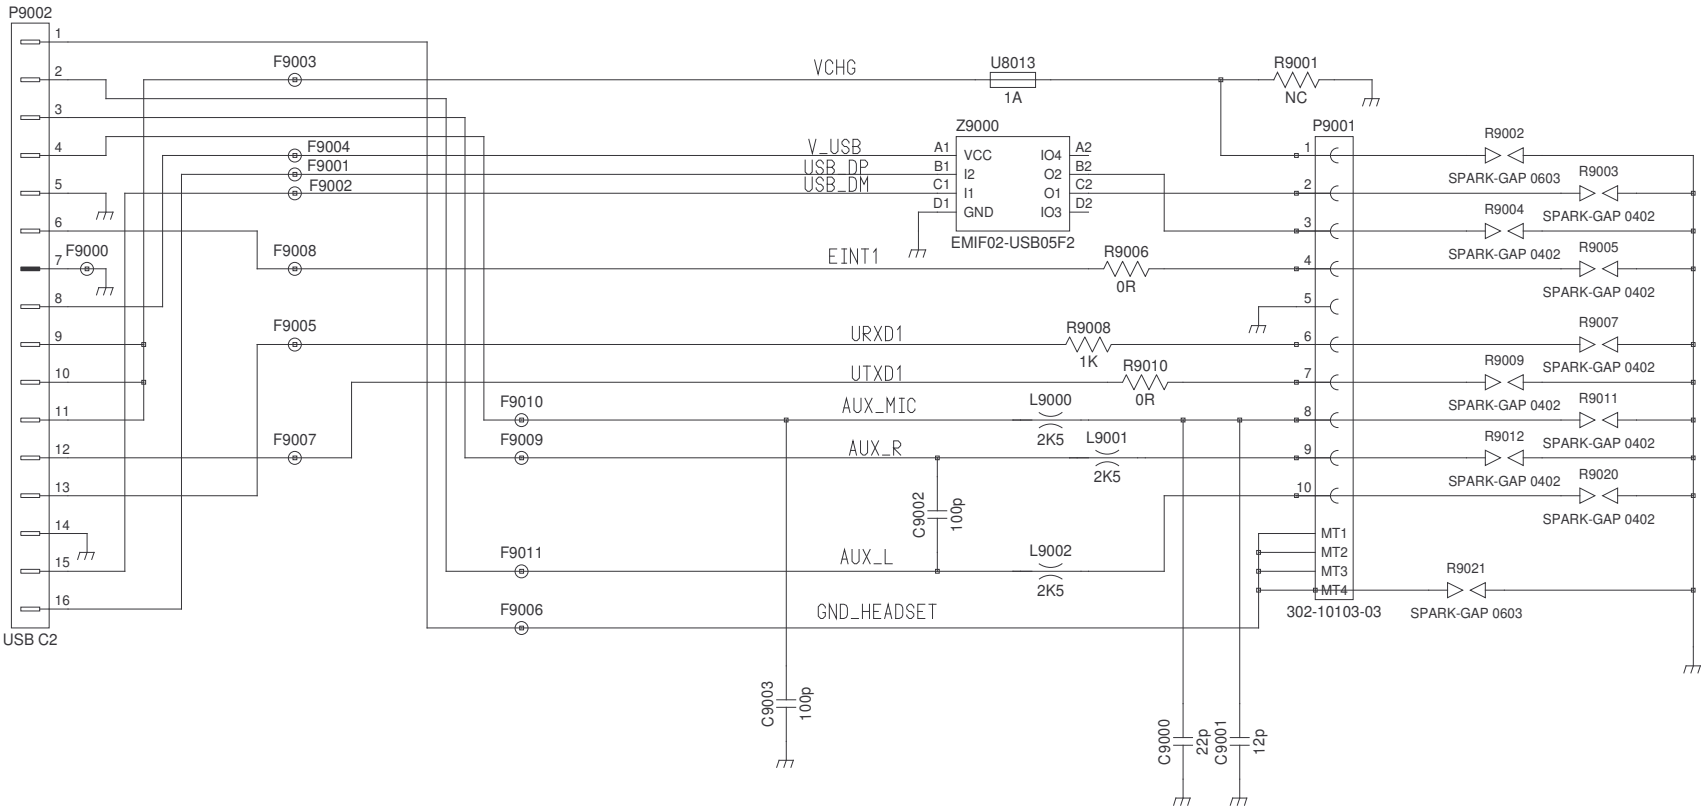 P9002
1
2
3
4
5
6
7
8
9
10
11
12
13
14
15
16
USB C2
F9000
F9003
F9004
F9001
F9002
F9008
F9005
F9007
F9010
F9009
F9011
F9006
VCHG
V_USB
USB_DP
USB_DM
EINT1
URXD1
UTXD1
AUX_MIC
AUX_R
AUX_L
GND_HEADSET
U8013
1A
R9001
NC
Z9000
A1 VCC IO4 A2
B1 I2 O2 B2
C1 I1 O1 C2
D1 GND IO3 D2
EMIF02-USB05F2
R9006
0R
R9008
1K
R9010
0R
L9000
2K5
L9001
2K5
L9002
2K5
C9002
100p
C9003
100p
C9000
22p
C9001
12p
P9001
1
2
3
4
5
6
7
8
9
10
MT1
MT2
MT3
MT4
302-10103-03
R9002
SPARK-GAP 0603
R9003
SPARK-GAP 0402
R9004
SPARK-GAP 0402
R9005
SPARK-GAP 0402
R9007
SPARK-GAP 0402
R9009
SPARK-GAP 0402
R9011
SPARK-GAP 0402
R9012
SPARK-GAP 0402
R9020
SPARK-GAP 0402
R9021
SPARK-GAP 0603